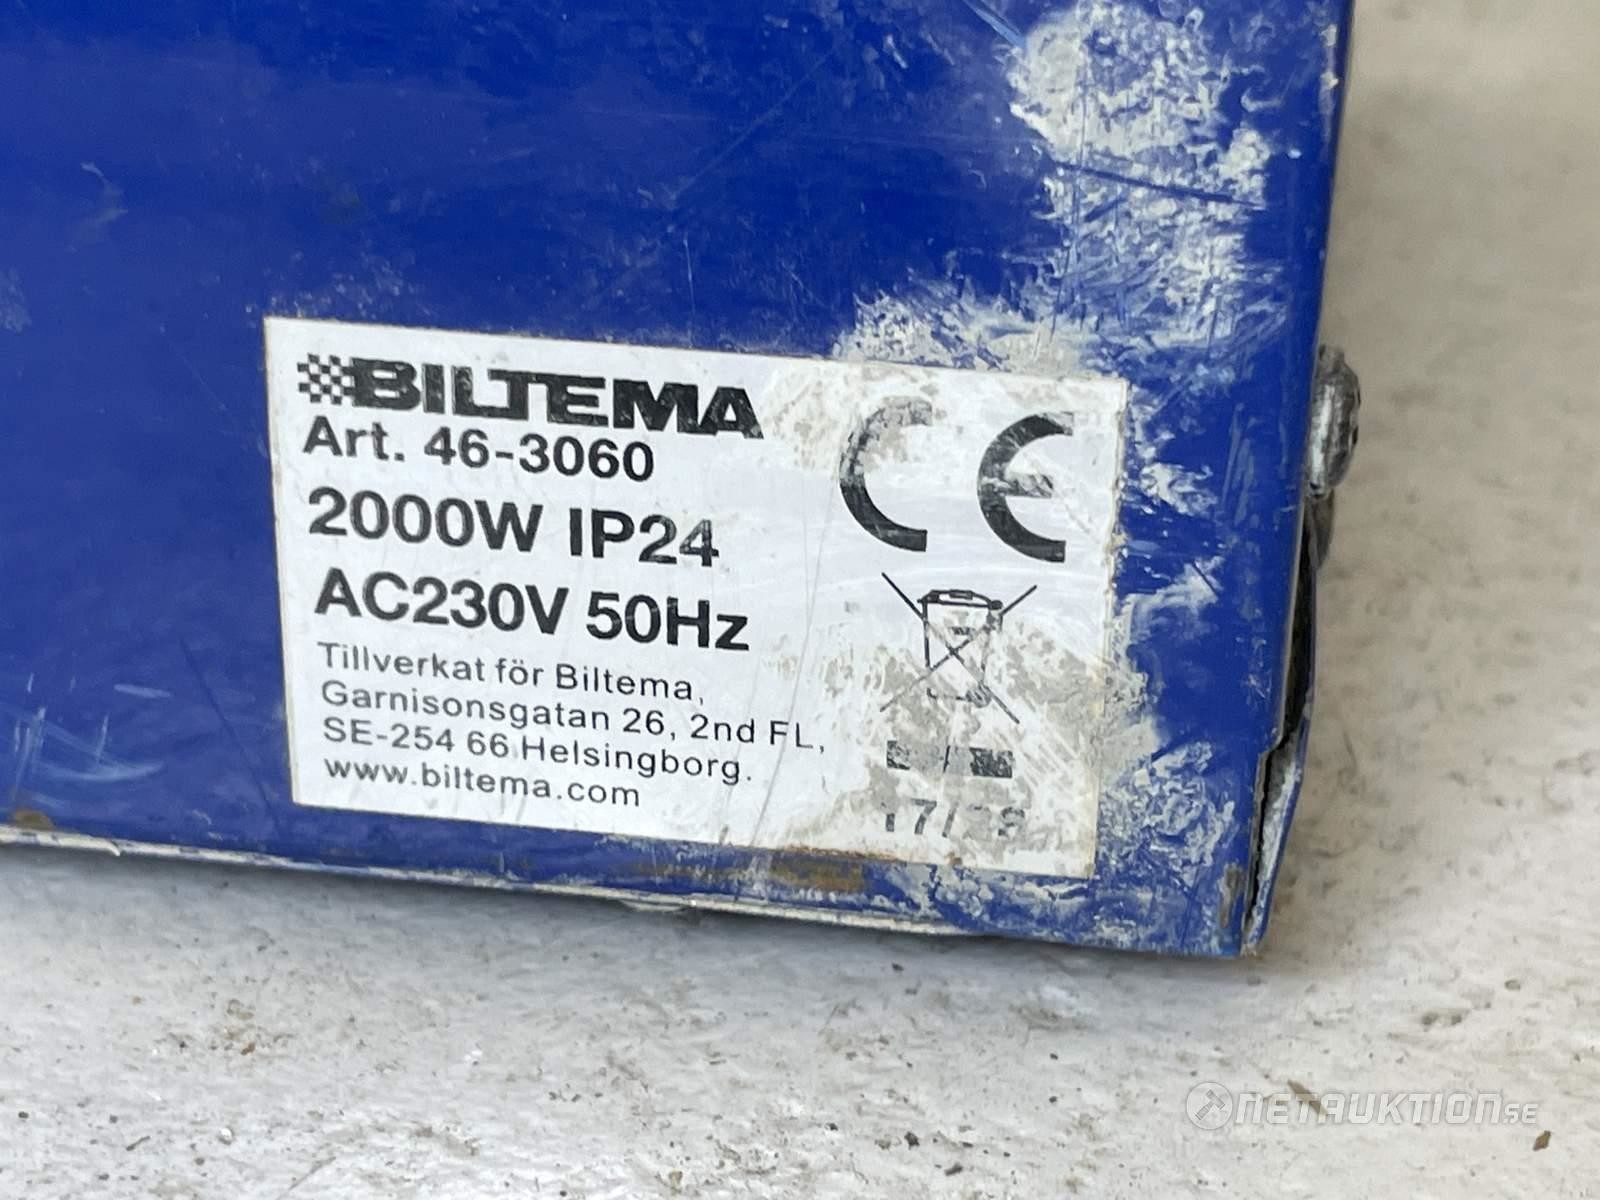 BILTEMA
Art. 46-3060
2000W IP24
AC230V 50Hz
Tillverkat för Biltema,
Garnisonsgatan 26, 2nd FL,
SE-254 66 Helsingborg.
www.biltema.com
CE
NETAUKTION.SE